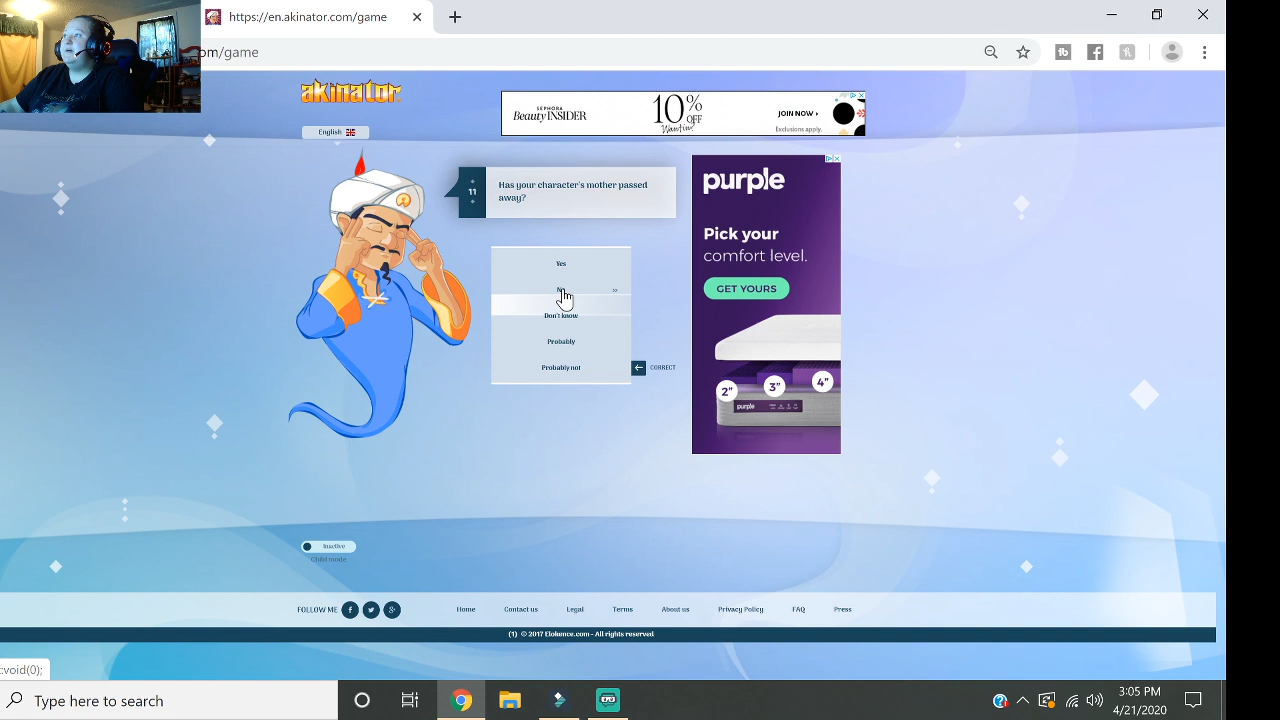 https://en.akinator.com/game
om/game
akinator
English
SEPHORA
Beauty INSIDER
10%
OFF
JOIN NOW ▸
Exclusions apply.
11
Has your character's mother passed
away?
Yes
Don't know
Probably
Probably not
CORRECT
purple
Pick your
comfort level.
GET YOURS
2"
3"
4"
purple
Inactive
Child mode
FOLLOW ME
Home
Contact us
Legal
Terms
About us
Privacy Policy
FAQ
Press
(1) © 2017 Elokence.com - All rights reserved
:void(0);
Type here to search
3:05 PM
4/21/2020